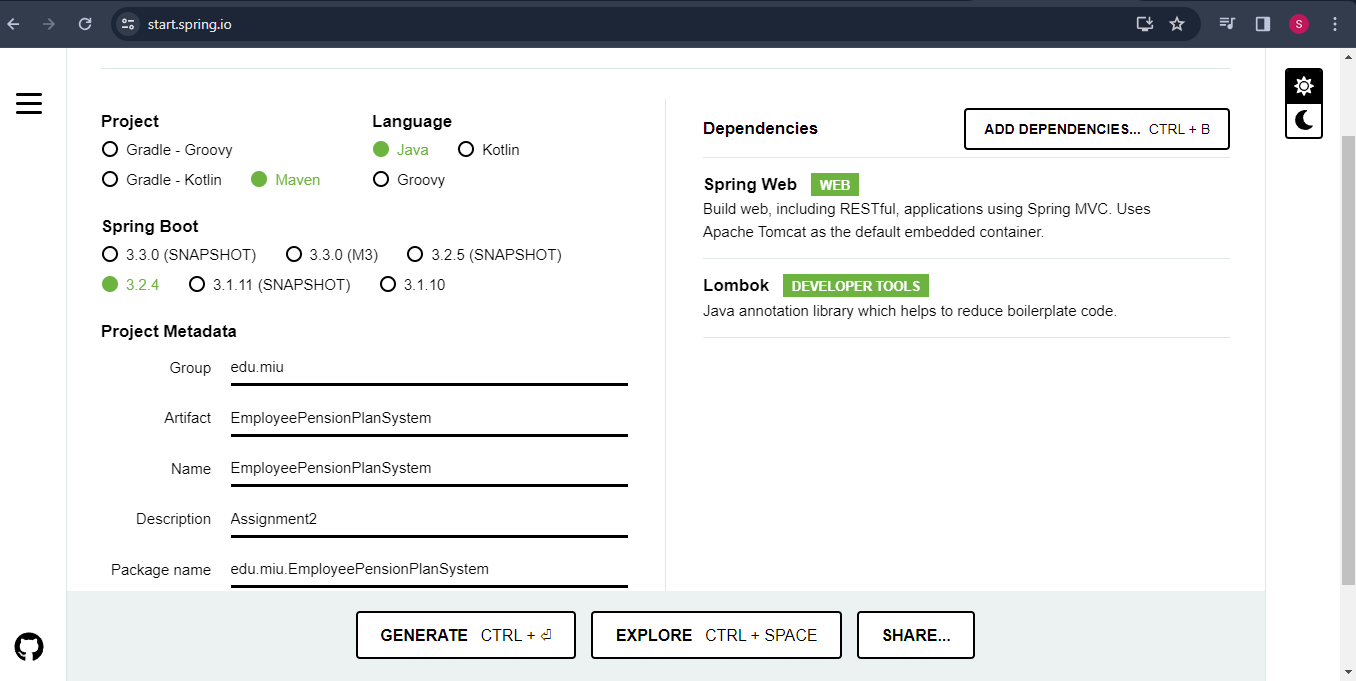 start.spring.io
S
Project
Gradle - Groovy
Gradle - Kotlin Maven
Language
Java Kotlin
Groovy
Spring Boot
3.3.0 (SNAPSHOT) 3.3.0 (M3) 3.2.5 (SNAPSHOT)
3.2.4 3.1.11 (SNAPSHOT) 3.1.10
Project Metadata
Group edu.miu
Artifact EmployeePensionPlanSystem
Name EmployeePensionPlanSystem
Description Assignment2
Package name edu.miu.EmployeePensionPlanSystem
Dependencies ADD DEPENDENCIES... CTRL + B
Spring Web WEB
Build web, including RESTful, applications using Spring MVC. Uses
Apache Tomcat as the default embedded container.
Lombok DEVELOPER TOOLS
Java annotation library which helps to reduce boilerplate code.
GENERATE CTRL + ⏎ EXPLORE CTRL + SPACE SHARE...